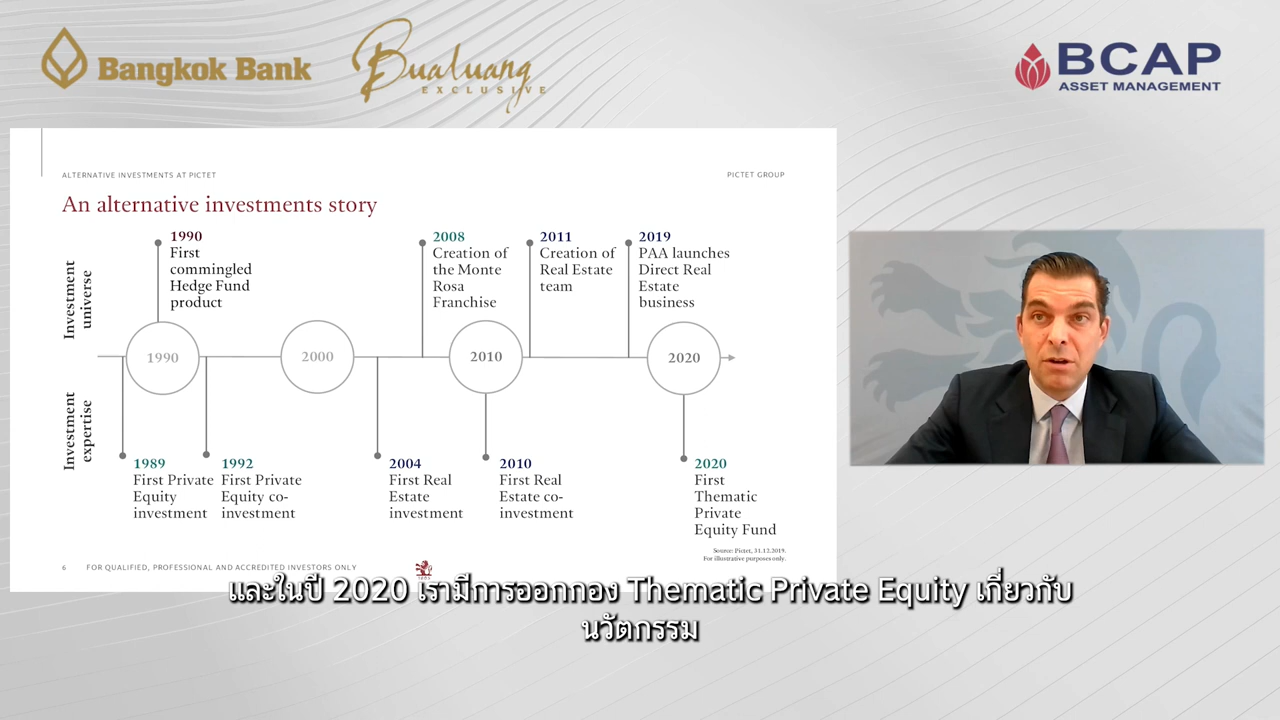 Bangkok Bank
Bualuang
EXCLUSIVE
BCAP
ASSET MANAGEMENT
ALTERNATIVE INVESTMENTS AT PICTET
PICTET GROUP
An alternative investments story
Investment
universe
1990
First
commingled
Hedge Fund
product
2008
Creation of
the Monte
Rosa
Franchise
2011
Creation of
Real Estate
team
2019
PAA launches
Direct Real
Estate
business
1990
2000
2010
2020
Investment
expertise
1989
First Private
Equity
investment
1992
First Private
Equity co-
investment
2004
First Real
Estate
investment
2010
First Real
Estate co-
investment
2020
First
Thematic
Private
Equity Fund
Source: Pictet, 31.12.2019.
For illustrative purposes only.
6
FOR QUALIFIED, PROFESSIONAL AND ACCREDITED INVESTORS ONLY
และในปี 2020 เรามีการออกกอง Thematic Private Equity เกี่ยวกับ
นวัตกรรม